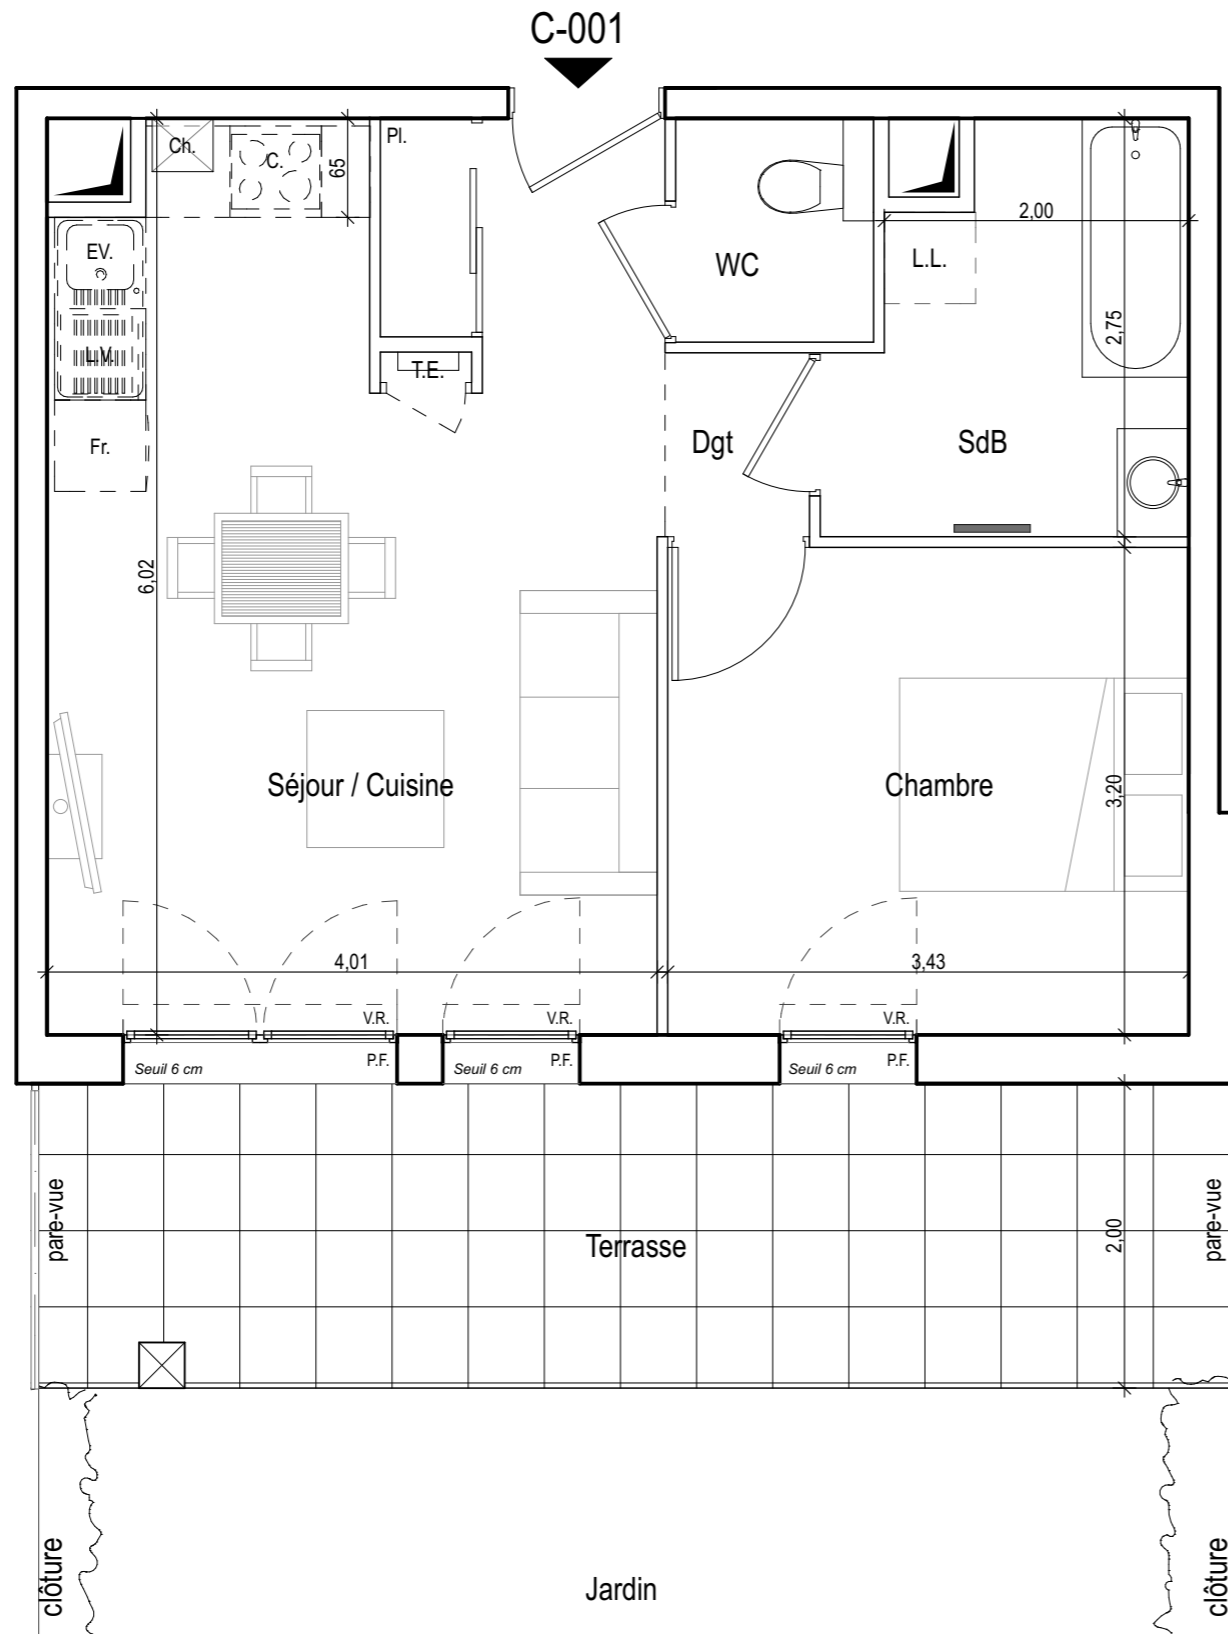 C-001
Pl.
Ch.
C.
65
2,00
EV.
WC
L.L.
2,75
L.V.
T.E.
Fr.
Dgt
SdB
6,02
Séjour / Cuisine
Chambre
3,20
4,01
3,43
V.R.
V.R.
V.R.
Seuil 6 cm
P.F.
Seuil 6 cm
P.F.
Seuil 6 cm
P.F.
pare-vue
Terrasse
2,00
pare-vue
clôture
Jardin
clôture